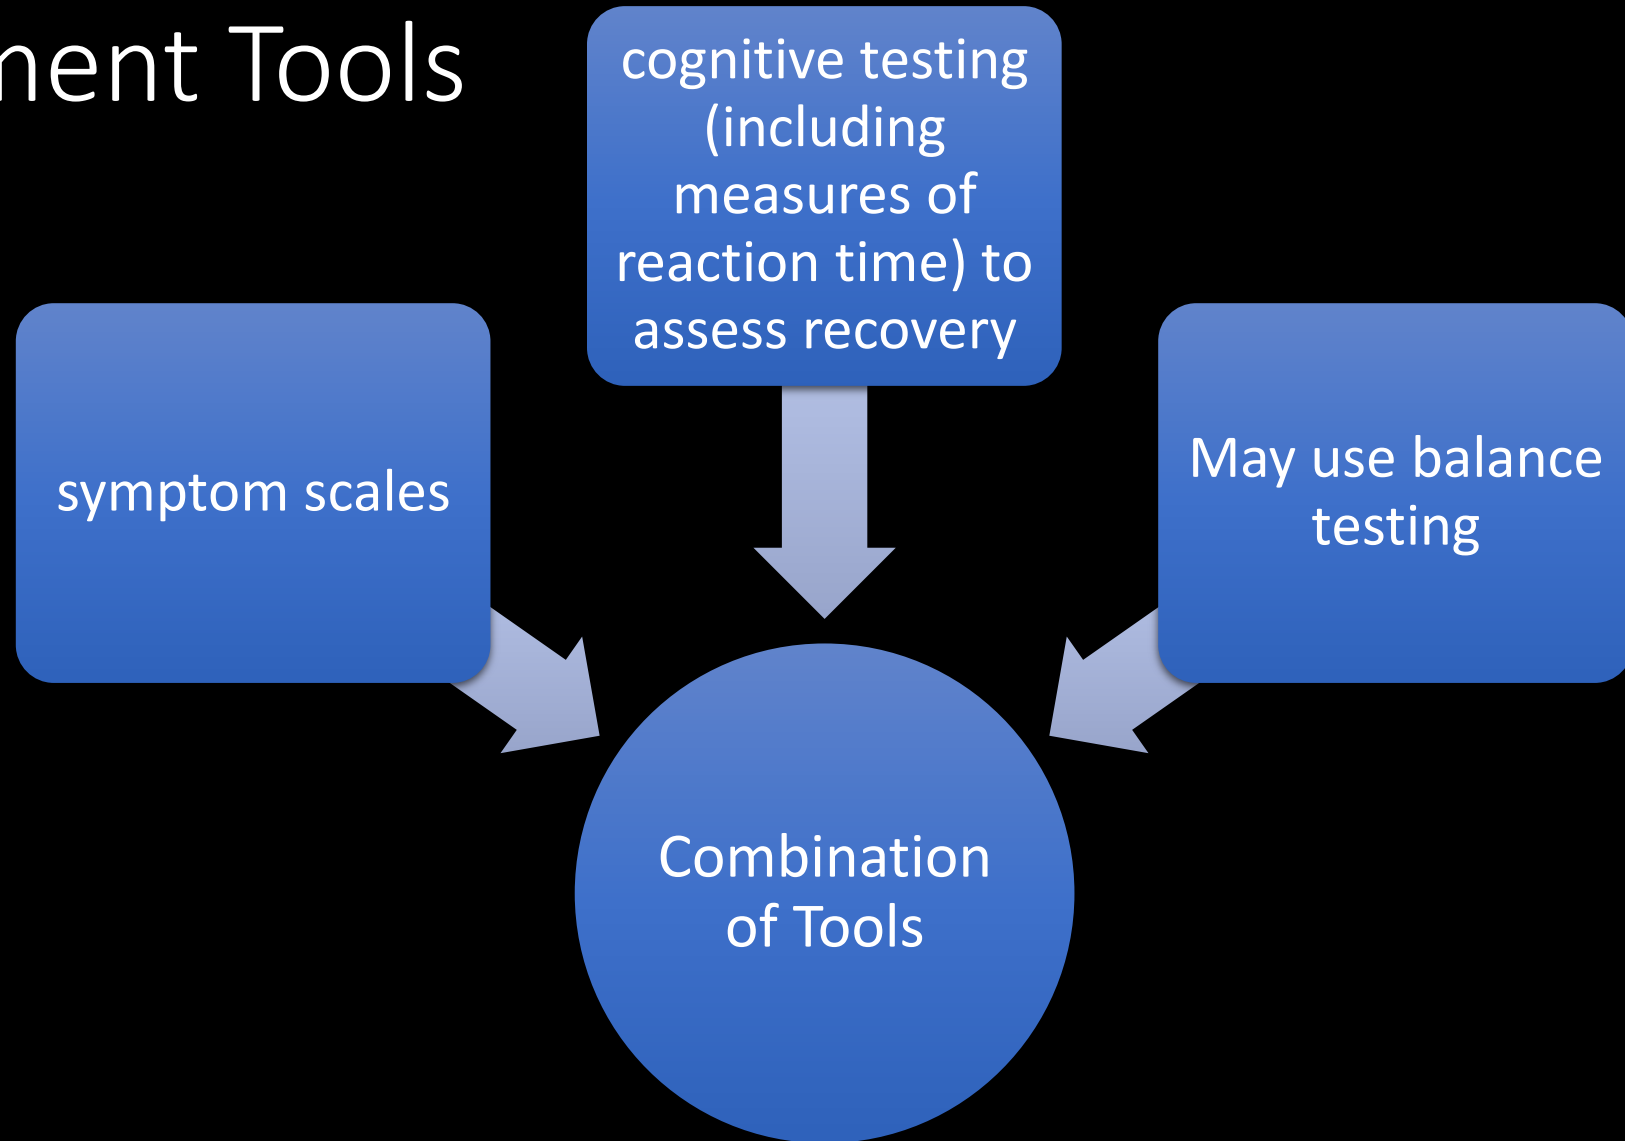 ment Tools
cognitive testing
(including
measures of
reaction time) to
assess recovery
symptom scales
May use balance
testing
Combination
of Tools